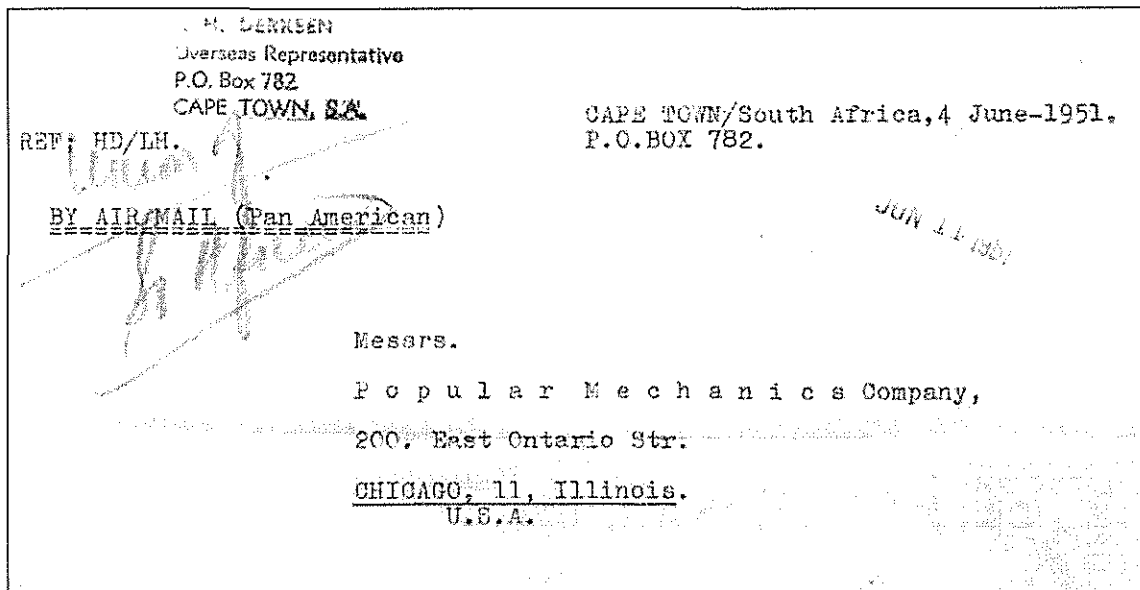 H. DERKSEN
Overseas Representative
P.O. Box 782
CAPE TOWN, S.A.
CAPE TOWN/South Africa,4 June-1951.
REF: HD/LH.
P.O.BOX 782.
BY AIR MAIL (Pan American)
JUN 11 1951
Messrs.
P o p u l a r M e c h a n i c s Company,
200. East Ontario Str.
CHICAGO, 11, Illinois.
U.S.A.